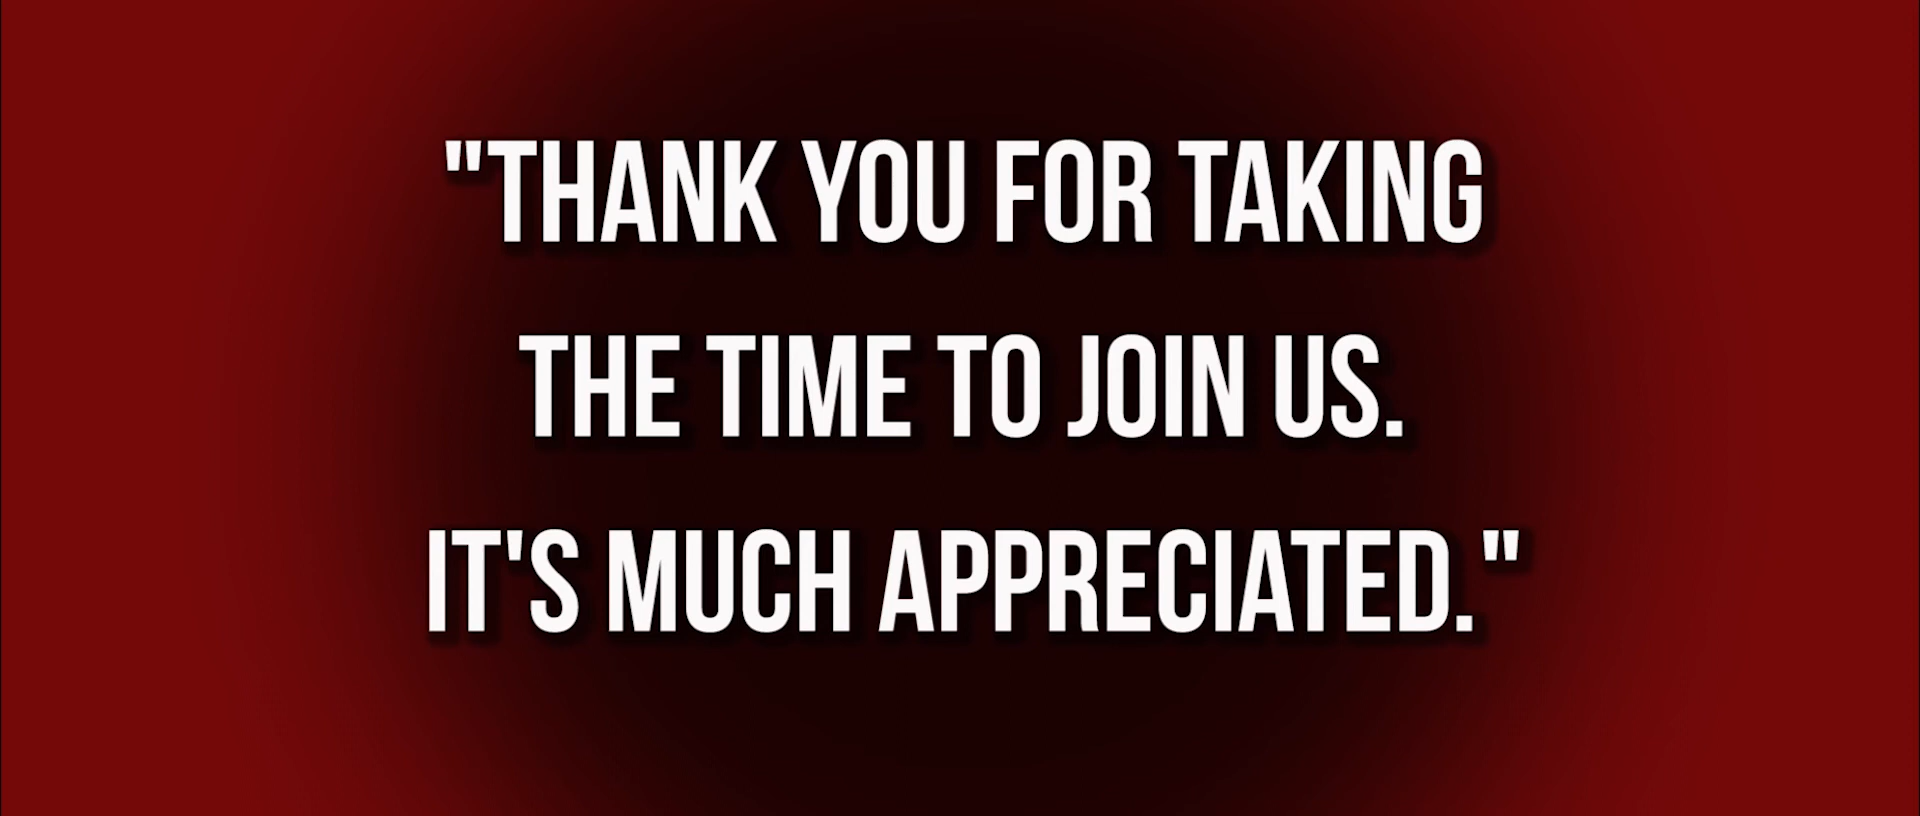 "THANK YOU FOR TAKING
THE TIME TO JOIN US.
IT'S MUCH APPRECIATED."